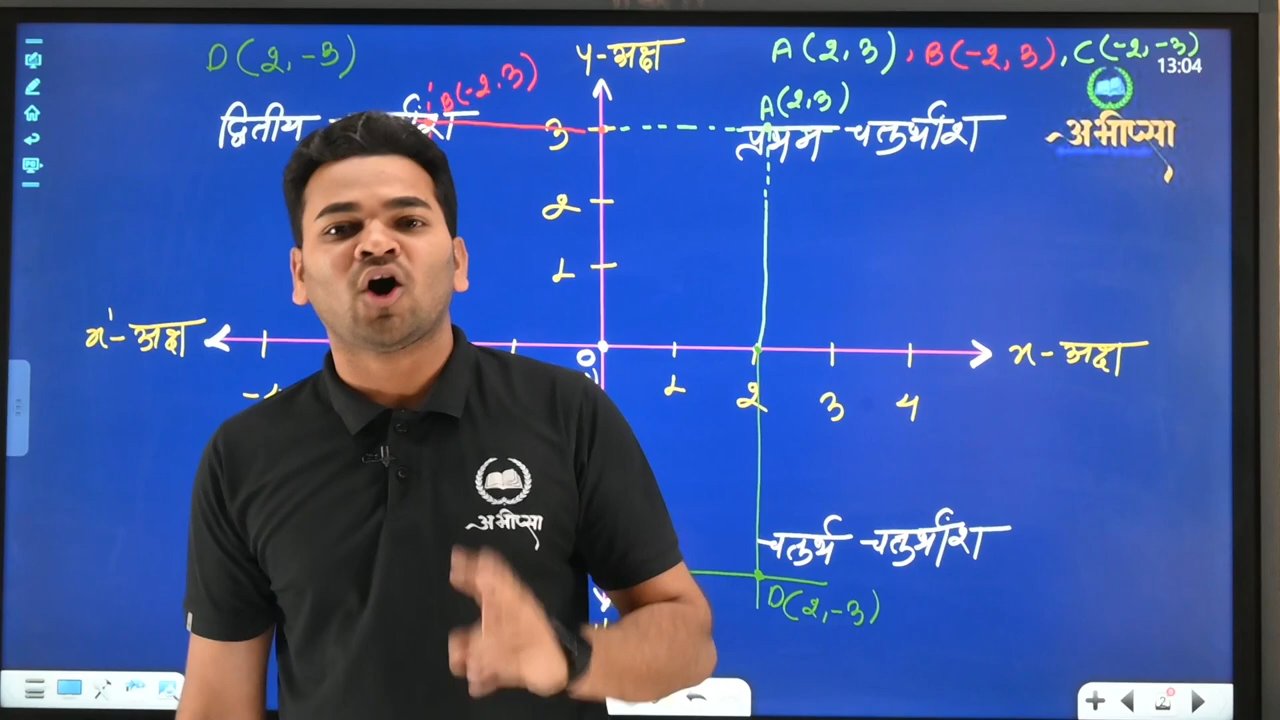 D(2,-3) y-अक्ष A(2,3), B(-2,3), C(-2,-3)
13:04
B(-2,3) A(2,3)
द्वितीय 3 प्रथम चतुर्थांश अभीप्सा
2
1
x'-अक्ष 0 x-अक्ष
1 2 3 4
अभीप्सा
चतुर्थ चतुर्थांश
D(2,-3)
2